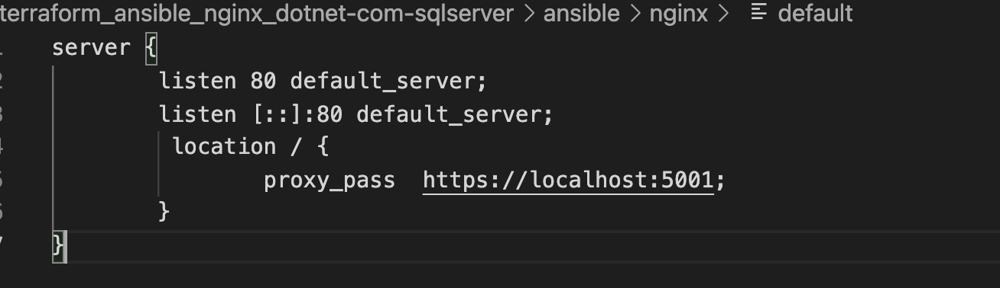 terraform_ansible_nginx_dotnet-com-sqlserver > ansible > nginx > default
server {
listen 80 default_server;
listen [::]:80 default_server;
location / {
proxy_pass  https://localhost:5001;
}
}